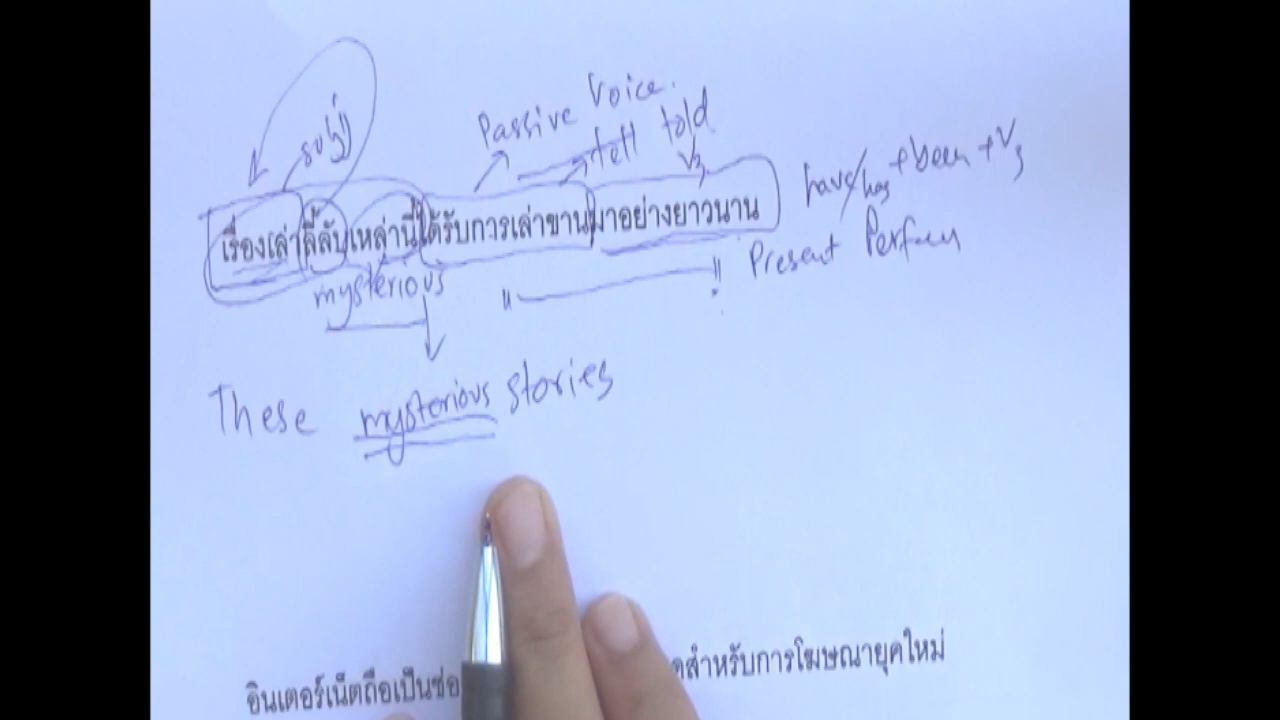 Passive Voice.
subj
tell told
V3
have/has +been +V3
เรื่องเล่าลี้ลับเหล่านี้ได้รับการเล่าขานมาอย่างยาวนาน
Present Perfect
mysterious
These mysterious stories
อินเตอร์เน็ตถือเป็นช่อ สำหรับการโฆษณายุคใหม่